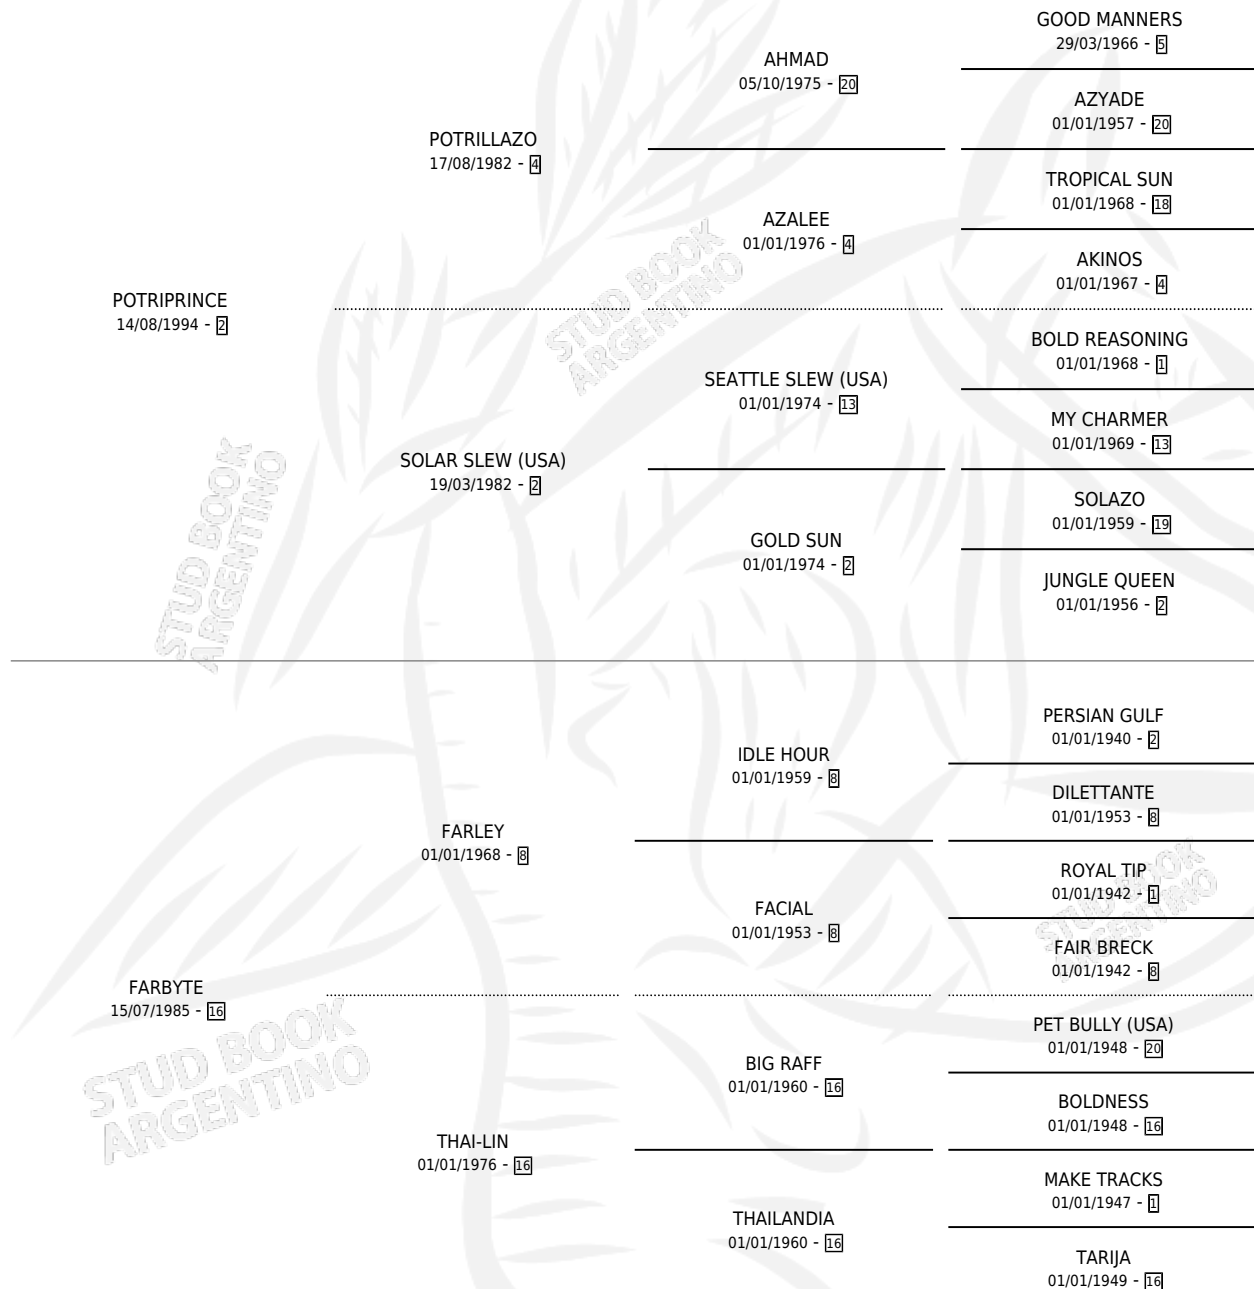 GOOD MANNERS
29/03/1966 - 5
AHMAD
05/10/1975 - 20
AZYADE
01/01/1957 - 20
POTRILLAZO
17/08/1982 - 4
TROPICAL SUN
01/01/1968 - 18
AZALEE
01/01/1976 - 4
AKINOS
01/01/1967 - 4
POTRIPRINCE
14/08/1994 - 2
BOLD REASONING
01/01/1968 - 1
SEATTLE SLEW (USA)
01/01/1974 - 13
MY CHARMER
01/01/1969 - 13
SOLAR SLEW (USA)
19/03/1982 - 2
SOLAZO
01/01/1959 - 19
GOLD SUN
01/01/1974 - 2
JUNGLE QUEEN
01/01/1956 - 2
STUD BOOK
ARGENTINO
STUD BOOK
ARGENTINO
PERSIAN GULF
01/01/1940 - 2
IDLE HOUR
01/01/1959 - 8
DILETTANTE
01/01/1953 - 8
FARLEY
01/01/1968 - 8
ROYAL TIP
01/01/1942 - 1
FACIAL
01/01/1953 - 8
FAIR BRECK
01/01/1942 - 8
STUD BOOK
ARGENTINO
FARBYTE
15/07/1985 - 16
PET BULLY (USA)
01/01/1948 - 20
BIG RAFF
01/01/1960 - 16
BOLDNESS
01/01/1948 - 16
STUD BOOK
ARGENTINO
THAI-LIN
01/01/1976 - 16
MAKE TRACKS
01/01/1947 - 1
THAILANDIA
01/01/1960 - 16
TARIJA
01/01/1949 - 16